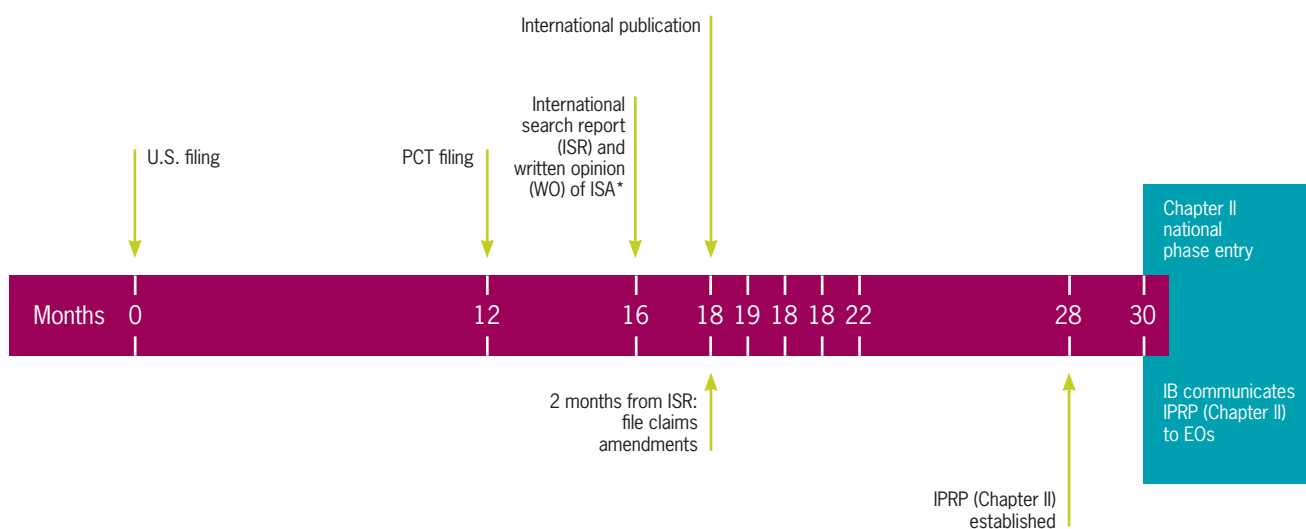 International publication
International
search report
(ISR) and
written opinion
(WO) of ISA*
U.S. filing
PCT filing
Chapter II
national
phase entry
Months 0 12 16 18 19 18 18 22 28 30
2 months from ISR:
file claims
amendments
IB communicates
IPRP (Chapter II)
to EOs
IPRP (Chapter II)
established